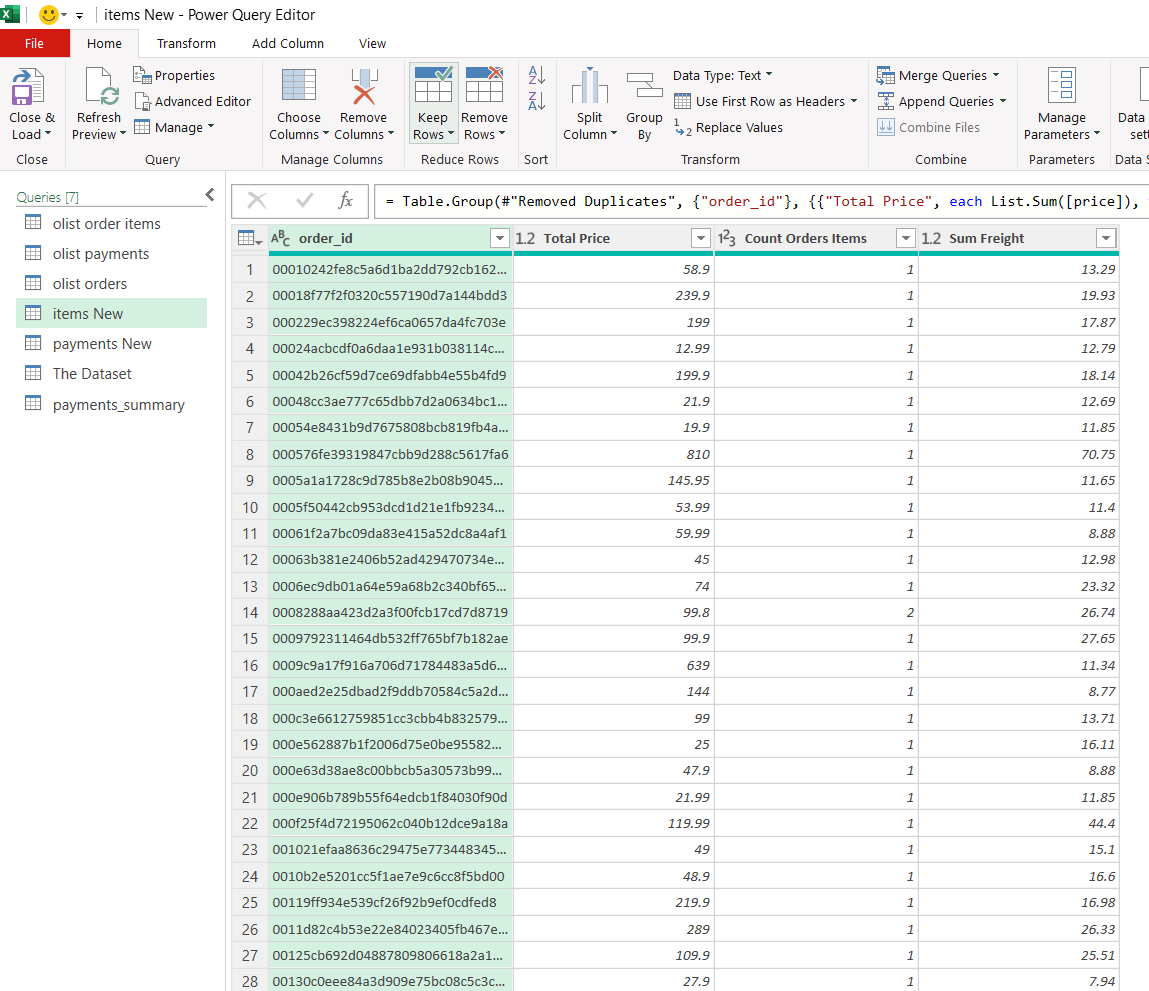 items New - Power Query Editor
File Home Transform Add Column View
Close & Load
Close
Refresh Preview
Properties
Advanced Editor
Manage
Query
Choose Columns
Remove Columns
Manage Columns
Keep Rows
Remove Rows
Reduce Rows
A Z
Z A
Sort
Split Column
Group By
Data Type: Text
Use First Row as Headers
1 2 Replace Values
Transform
Merge Queries
Append Queries
Combine Files
Combine
Manage Parameters
Parameters
Data
sett
Data S
Queries [7]
olist order items
olist payments
olist orders
items New
payments New
The Dataset
payments_summary
fx
= Table.Group(#"Removed Duplicates", {"order_id"}, {{"Total Price", each List.Sum([price]),
ABC order_id 1.2 Total Price 123 Count Orders Items 1.2 Sum Freight
1 00010242fe8c5a6d1ba2dd792cb162... 58.9 1 13.29
2 00018f77f2f0320c557190d7a144bdd3 239.9 1 19.93
3 000229ec398224ef6ca0657da4fc703e 199 1 17.87
4 00024acbcdf0a6daa1e931b038114c... 12.99 1 12.79
5 00042b26cf59d7ce69dfabb4e55b4fd9 199.9 1 18.14
6 00048cc3ae777c65dbb7d2a0634bc1... 21.9 1 12.69
7 00054e8431b9d7675808bcb819fb4a... 19.9 1 11.85
8 000576fe39319847cbb9d288c5617fa6 810 1 70.75
9 0005a1a1728c9d785b8e2b08b9045... 145.95 1 11.65
10 0005f50442cb953dcd1d21e1fb9234... 53.99 1 11.4
11 00061f2a7bc09da83e415a52dc8a4af1 59.99 1 8.88
12 00063b381e2406b52ad429470734e... 45 1 12.98
13 0006ec9db01a64e59a68b2c340bf65... 74 1 23.32
14 0008288aa423d2a3f00fcb17cd7d8719 99.8 2 26.74
15 0009792311464db532ff765bf7b182ae 99.9 1 27.65
16 0009c9a17f916a706d71784483a5d6... 639 1 11.34
17 000aed2e25dbad2f9ddb70584c5a2d... 144 1 8.77
18 000c3e6612759851cc3cbb4b832579... 99 1 13.71
19 000e562887b1f2006d75e0be95582... 25 1 16.11
20 000e63d38ae8c00bbcb5a30573b99... 47.9 1 8.88
21 000e906b789b55f64edcb1f84030f90d 21.99 1 11.85
22 000f25f4d72195062c040b12dce9a18a 119.99 1 44.4
23 001021efaa8636c29475e773448345... 49 1 15.1
24 0010b2e5201cc5f1ae7e9c6cc8f5bd00 48.9 1 16.6
25 00119ff934e539cf26f92b9ef0cdfed8 219.9 1 16.98
26 0011d82c4b53e22e84023405fb467e... 289 1 26.33
27 00125cb692d04887809806618a2a1... 109.9 1 25.51
28 00130c0eee84a3d909e75bc08c5c3c... 27.9 1 7.94